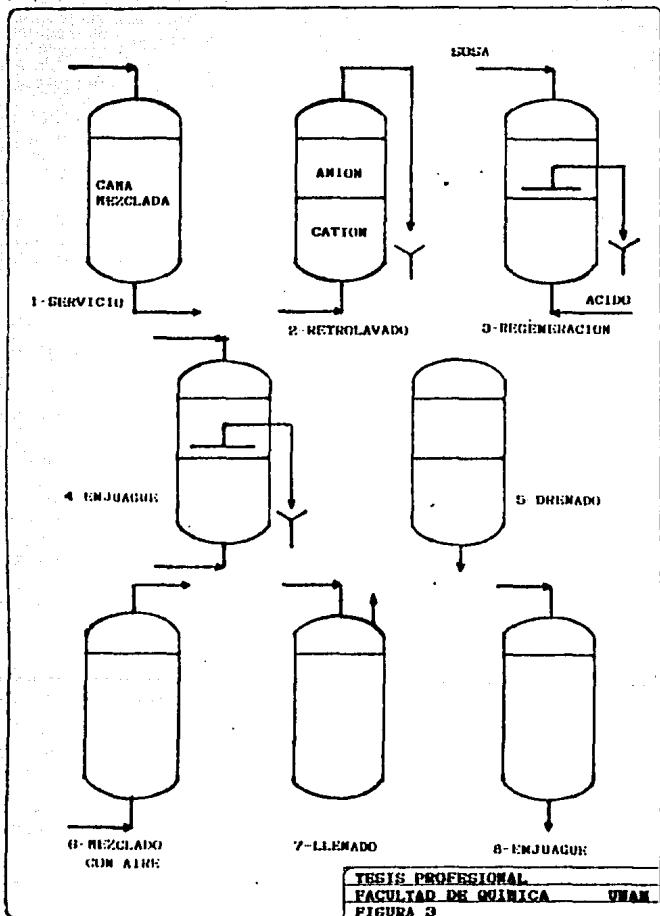 SOSA
CAMA
MEZCLADA
ANION
CATION
ACIDO
1-SERVICIO
2-RETROLAVADO
3-REGENERACION
4 ENJUAGUE
5 DRENADO
6-MEZCLADO
CON AIRE
7-LLENADO
8-ENJUAGUE
TESIS PROFESIONAL
FACULTAD DE QUIMICA UNAM
FIGURA 3